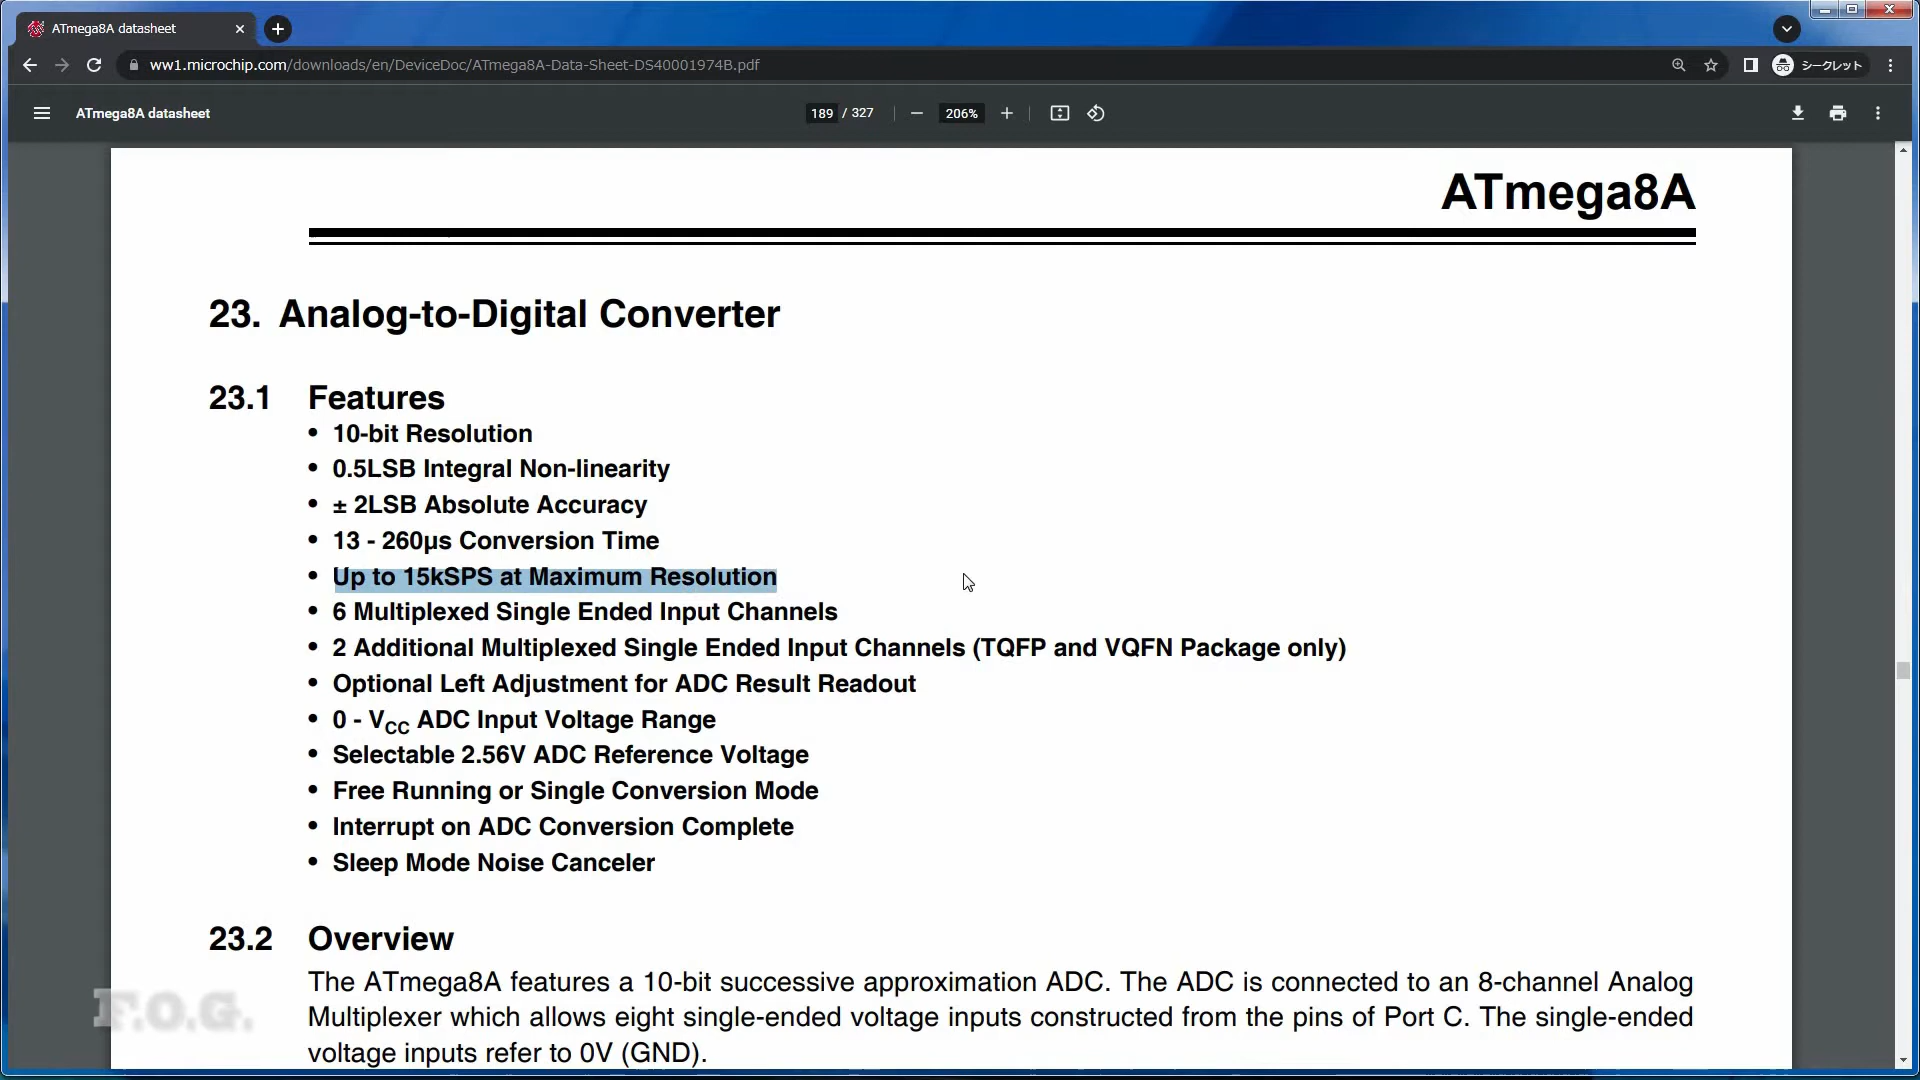 ATmega8A datasheet
ww1.microchip.com/downloads/en/DeviceDoc/ATmega8A-Data-Sheet-DS40001974B.pdf
シークレット
ATmega8A datasheet
189 / 327
206%
ATmega8A
23. Analog-to-Digital Converter
23.1 Features
• 10-bit Resolution
• 0.5LSB Integral Non-linearity
• ± 2LSB Absolute Accuracy
• 13 - 260µs Conversion Time
• Up to 15kSPS at Maximum Resolution
• 6 Multiplexed Single Ended Input Channels
• 2 Additional Multiplexed Single Ended Input Channels (TQFP and VQFN Package only)
• Optional Left Adjustment for ADC Result Readout
• 0 - VCC ADC Input Voltage Range
• Selectable 2.56V ADC Reference Voltage
• Free Running or Single Conversion Mode
• Interrupt on ADC Conversion Complete
• Sleep Mode Noise Canceler
23.2 Overview
The ATmega8A features a 10-bit successive approximation ADC. The ADC is connected to an 8-channel Analog
Multiplexer which allows eight single-ended voltage inputs constructed from the pins of Port C. The single-ended
voltage inputs refer to 0V (GND).
F.O.G.